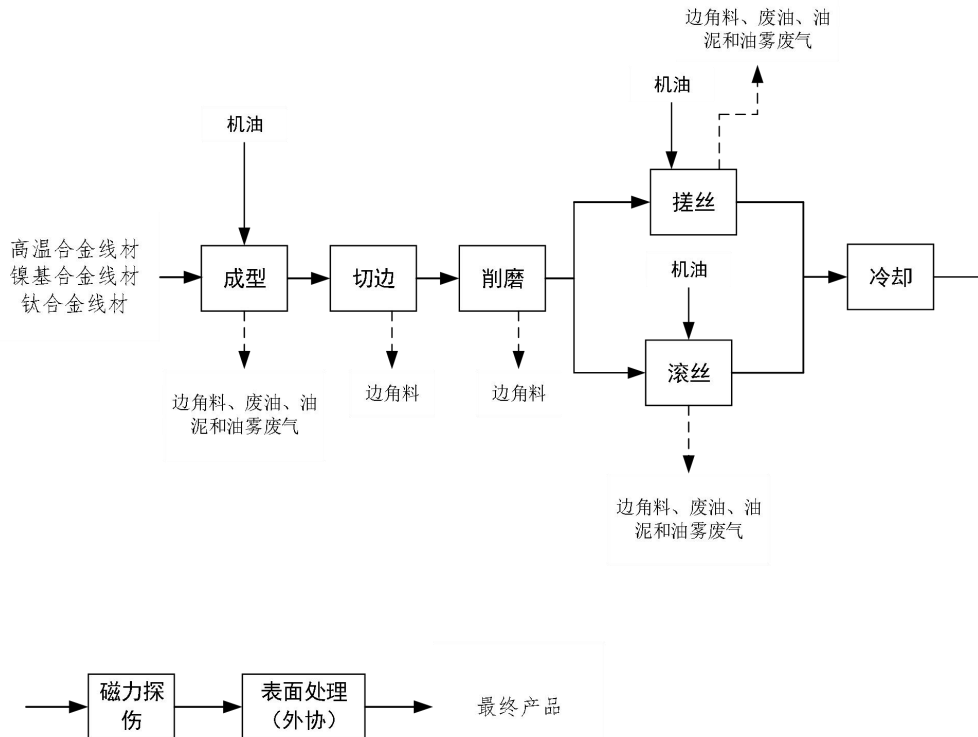 边角料、废油、油
泥和油雾废气
机油
机油
搓丝
高温合金线材
镍基合金线材
钛合金线材
成型
切边
削磨
机油
冷却
滚丝
边角料、废油、油
泥和油雾废气
边角料
边角料
边角料、废油、油
泥和油雾废气
磁力探
伤
表面处理
（外协）
最终产品